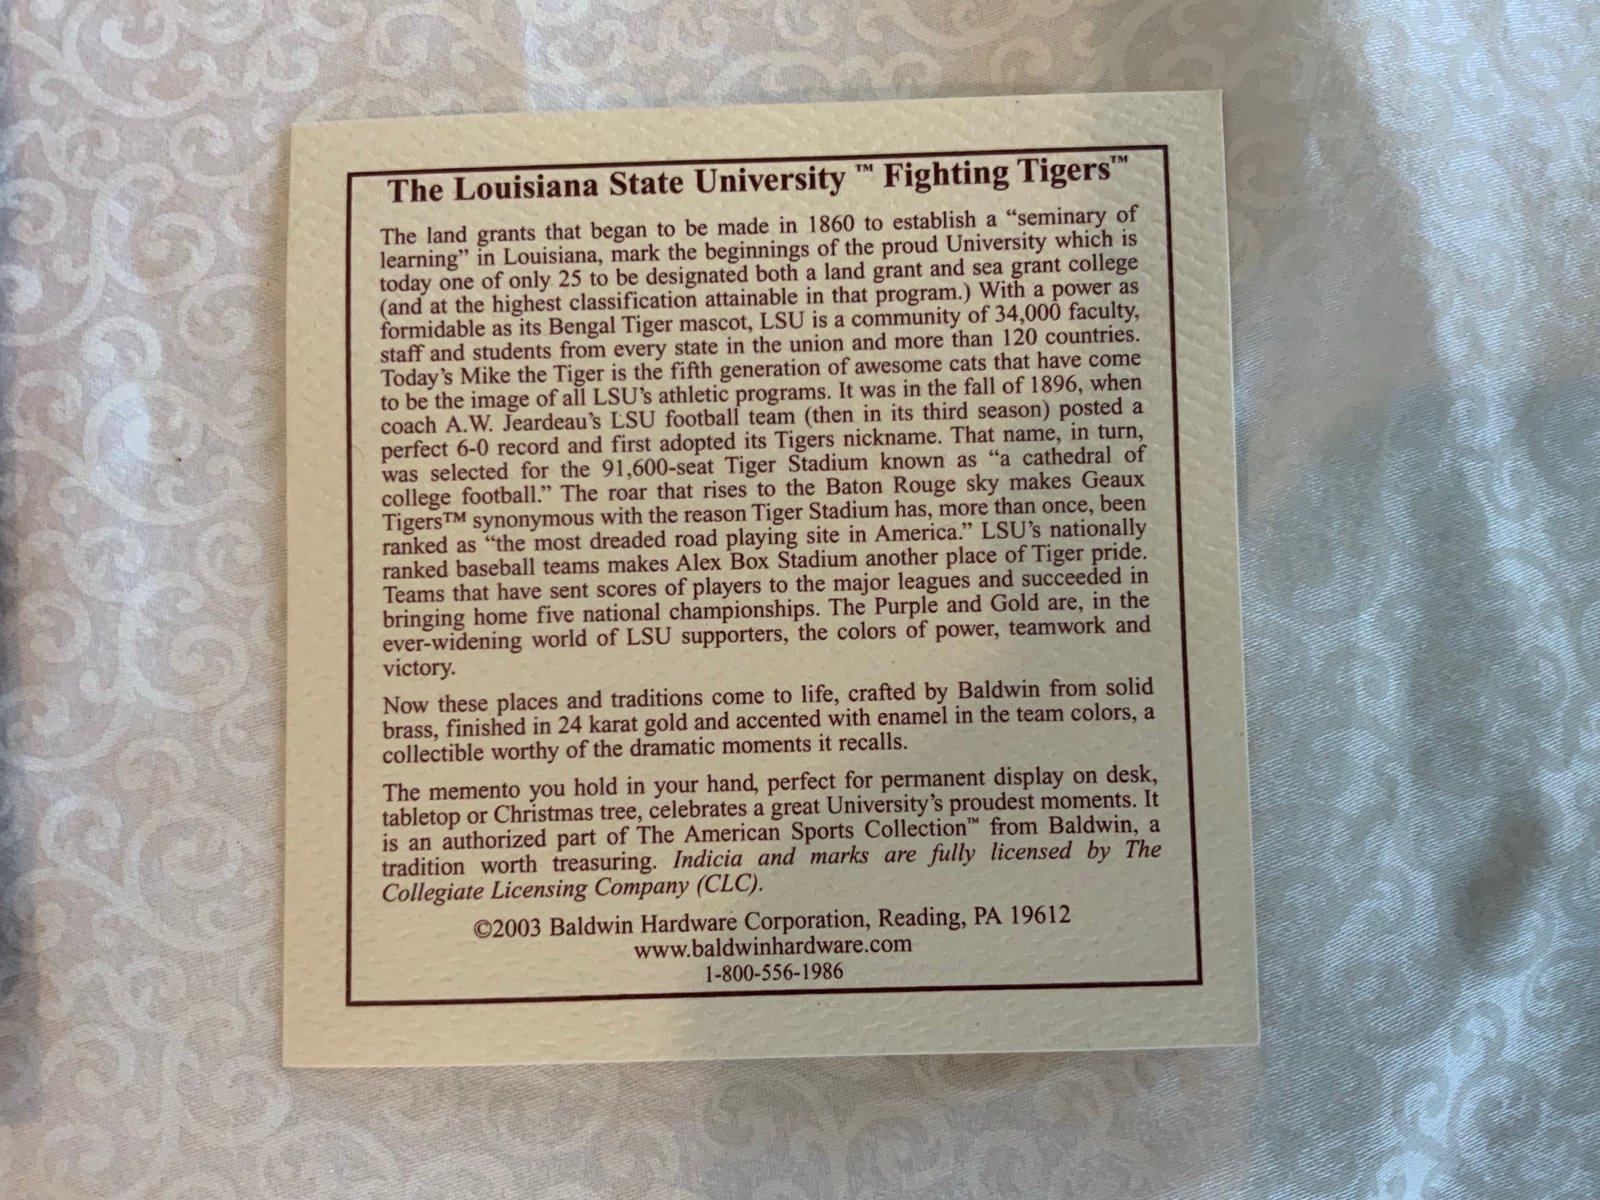 The Louisiana State University ™ Fighting Tigers™
The land grants that began to be made in 1860 to establish a “seminary of
learning” in Louisiana, mark the beginnings of the proud University which is
today one of only 25 to be designated both a land grant and sea grant college
(and at the highest classification attainable in that program.) With a power as
formidable as its Bengal Tiger mascot, LSU is a community of 34,000 faculty,
staff and students from every state in the union and more than 120 countries.
Today’s Mike the Tiger is the fifth generation of awesome cats that have come
to be the image of all LSU’s athletic programs. It was in the fall of 1896, when
coach A.W. Jeardeau’s LSU football team (then in its third season) posted a
perfect 6-0 record and first adopted its Tigers nickname. That name, in turn,
was selected for the 91,600-seat Tiger Stadium known as “a cathedral of
college football.” The roar that rises to the Baton Rouge sky makes Geaux
Tigers™ synonymous with the reason Tiger Stadium has, more than once, been
ranked as “the most dreaded road playing site in America.” LSU’s nationally
ranked baseball teams makes Alex Box Stadium another place of Tiger pride.
Teams that have sent scores of players to the major leagues and succeeded in
bringing home five national championships. The Purple and Gold are, in the
ever-widening world of LSU supporters, the colors of power, teamwork and
victory.
Now these places and traditions come to life, crafted by Baldwin from solid
brass, finished in 24 karat gold and accented with enamel in the team colors, a
collectible worthy of the dramatic moments it recalls.
The memento you hold in your hand, perfect for permanent display on desk,
tabletop or Christmas tree, celebrates a great University’s proudest moments. It
is an authorized part of The American Sports Collection™ from Baldwin, a
tradition worth treasuring. Indicia and marks are fully licensed by The
Collegiate Licensing Company (CLC).
©2003 Baldwin Hardware Corporation, Reading, PA 19612
www.baldwinhardware.com
1-800-556-1986